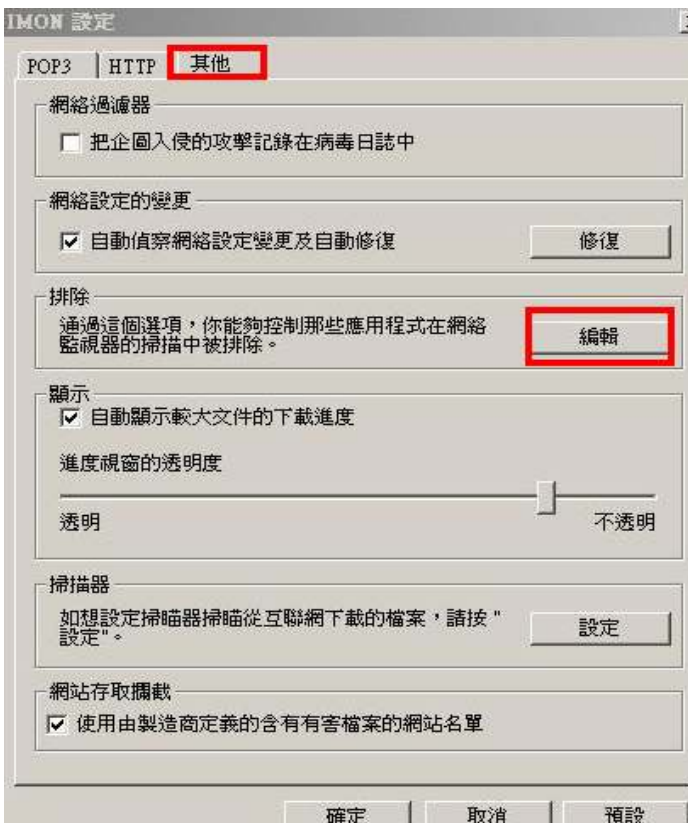 IMON 設定
POP3 HTTP 其他
網絡過濾器
把企圖入侵的攻擊記錄在病毒日誌中
網絡設定的變更
自動偵察網絡設定變更及自動修復 修復
排除
通過這個選項,你能夠控制那些應用程式在網絡
監視器的掃描中被排除。
編輯
顯示
自動顯示較大文件的下載進度
進度視窗的透明度
透明 不透明
掃描器
如想設定掃瞄器掃瞄從互聯網下載的檔案,請按"
設定"。
設定
網站存取攔截
使用由製造商定義的含有有害檔案的網站名單
確定 取消 預設